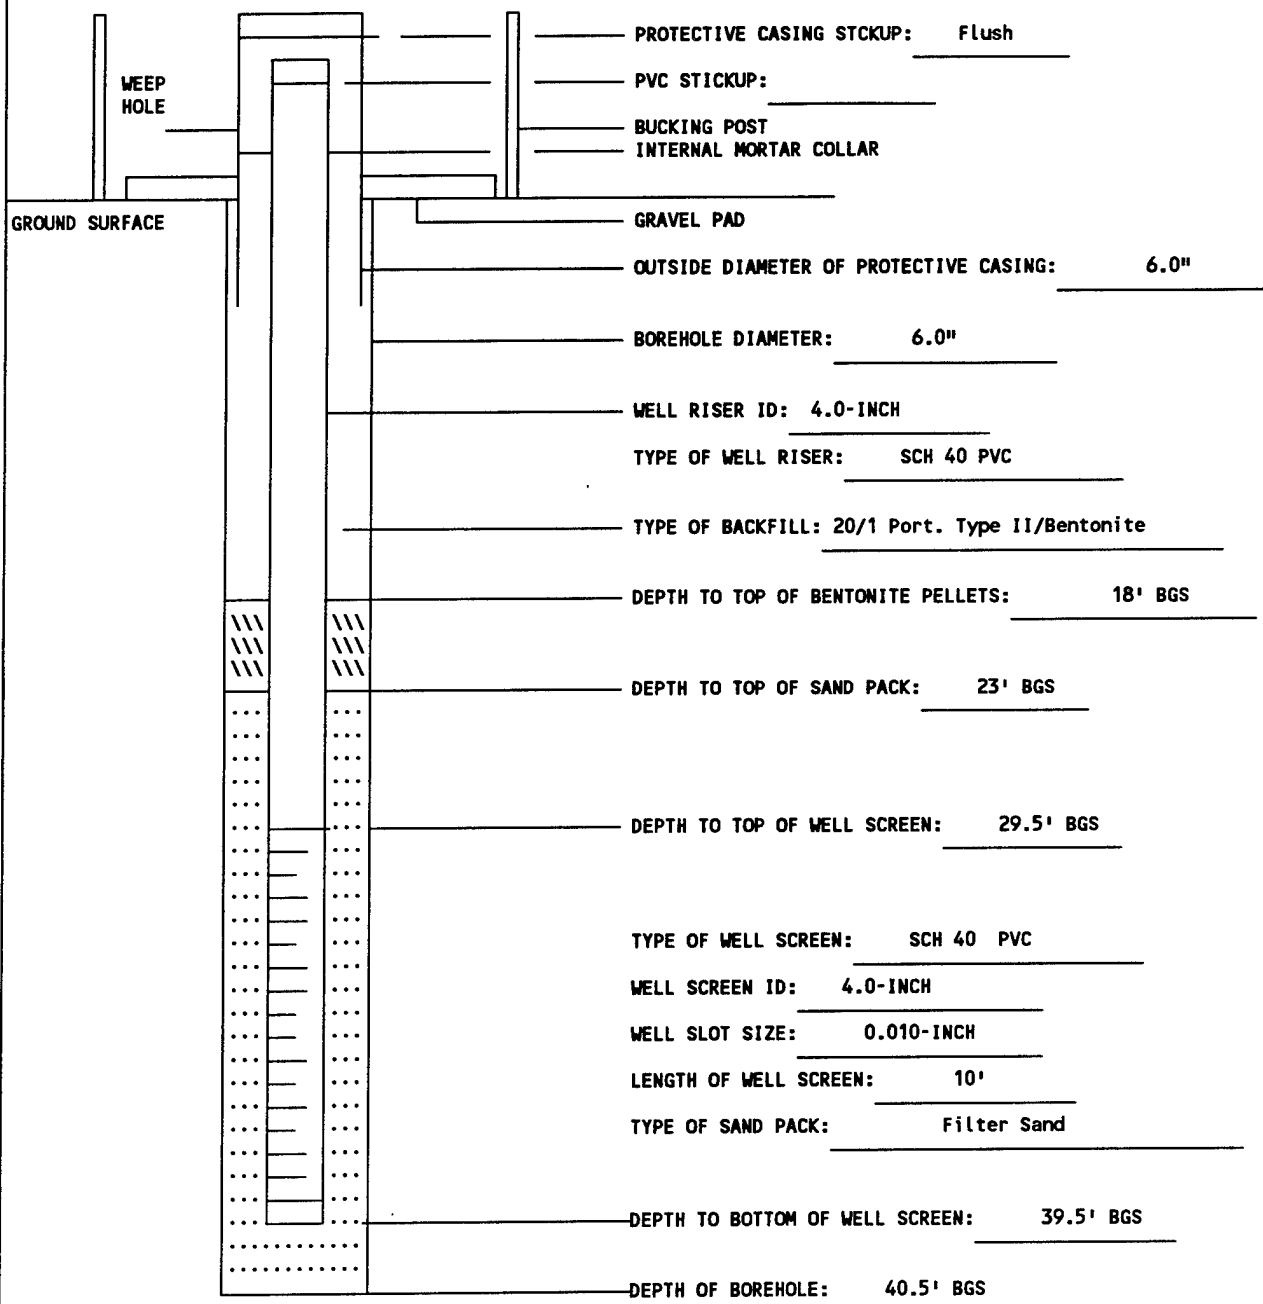 PROTECTIVE CASING STCKUP: Flush
WEEP HOLE
PVC STICKUP:
BUCKING POST
INTERNAL MORTAR COLLAR
GROUND SURFACE
GRAVEL PAD
OUTSIDE DIAMETER OF PROTECTIVE CASING: 6.0"
BOREHOLE DIAMETER: 6.0"
WELL RISER ID: 4.0-INCH
TYPE OF WELL RISER: SCH 40 PVC
TYPE OF BACKFILL: 20/1 Port. Type II/Bentonite
DEPTH TO TOP OF BENTONITE PELLETS: 18' BGS
DEPTH TO TOP OF SAND PACK: 23' BGS
DEPTH TO TOP OF WELL SCREEN: 29.5' BGS
TYPE OF WELL SCREEN: SCH 40 PVC
WELL SCREEN ID: 4.0-INCH
WELL SLOT SIZE: 0.010-INCH
LENGTH OF WELL SCREEN: 10'
TYPE OF SAND PACK: Filter Sand
DEPTH TO BOTTOM OF WELL SCREEN: 39.5' BGS
DEPTH OF BOREHOLE: 40.5' BGS